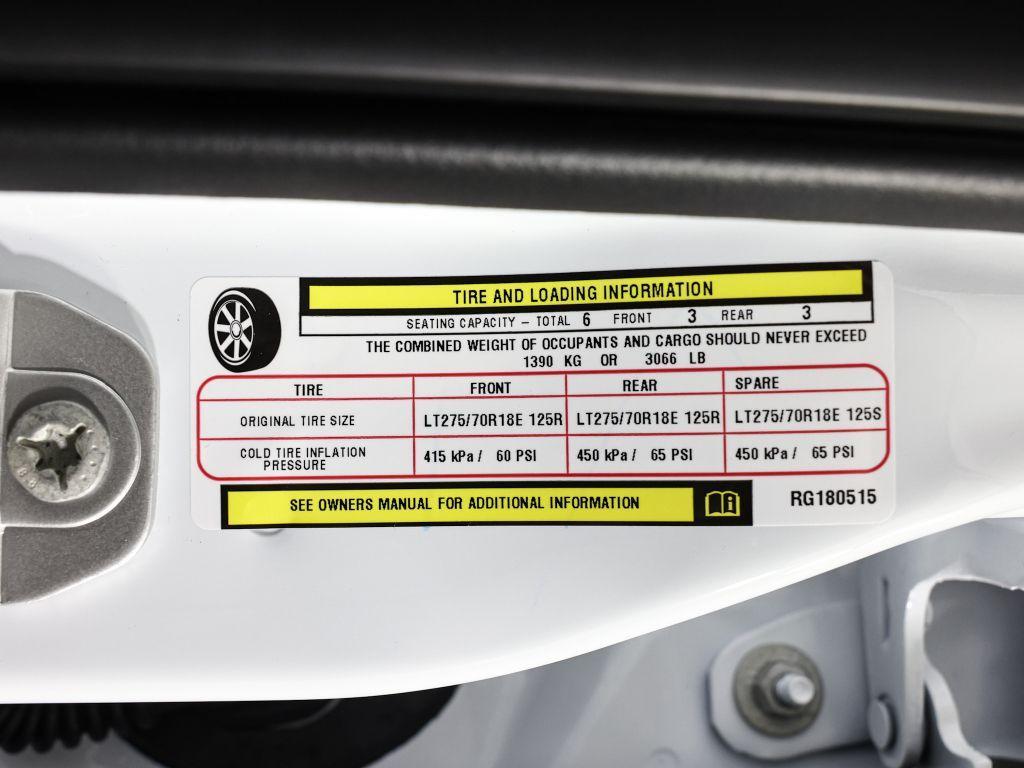 TIRE AND LOADING INFORMATION
SEATING CAPACITY – TOTAL 6 FRONT 3 REAR 3
THE COMBINED WEIGHT OF OCCUPANTS AND CARGO SHOULD NEVER EXCEED
1390 KG OR 3066 LB
TIRE FRONT REAR SPARE
ORIGINAL TIRE SIZE LT275/70R18E 125R LT275/70R18E 125R LT275/70R18E 125S
COLD TIRE INFLATION PRESSURE 415 kPa / 60 PSI 450 kPa / 65 PSI 450 kPa / 65 PSI
SEE OWNERS MANUAL FOR ADDITIONAL INFORMATION
RG180515